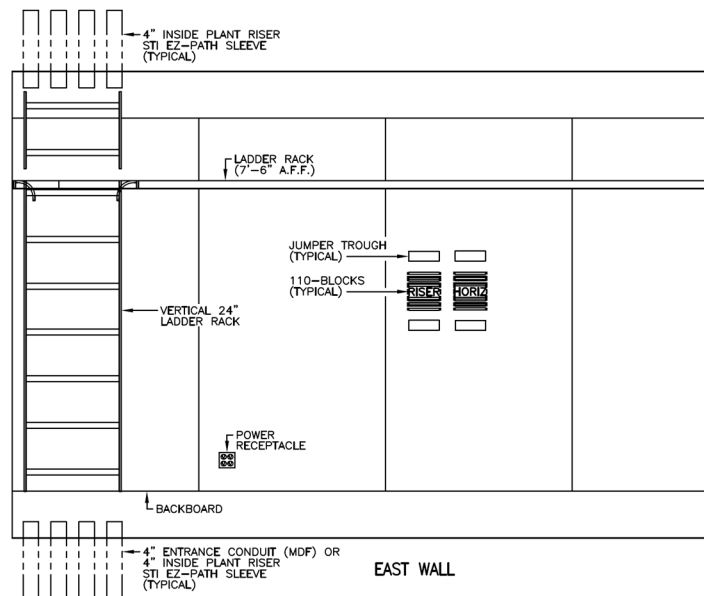 4" INSIDE PLANT RISER
STI EZ-PATH SLEEVE
(TYPICAL)
LADDER RACK
(7'-6" A.F.F.)
JUMPER TROUGH
(TYPICAL)
110-BLOCKS
(TYPICAL)
RISER HORIZ
VERTICAL 24"
LADDER RACK
POWER
RECEPTACLE
BACKBOARD
4" ENTRANCE CONDUIT (MDF) OR
4" INSIDE PLANT RISER
STI EZ-PATH SLEEVE
(TYPICAL)
EAST WALL